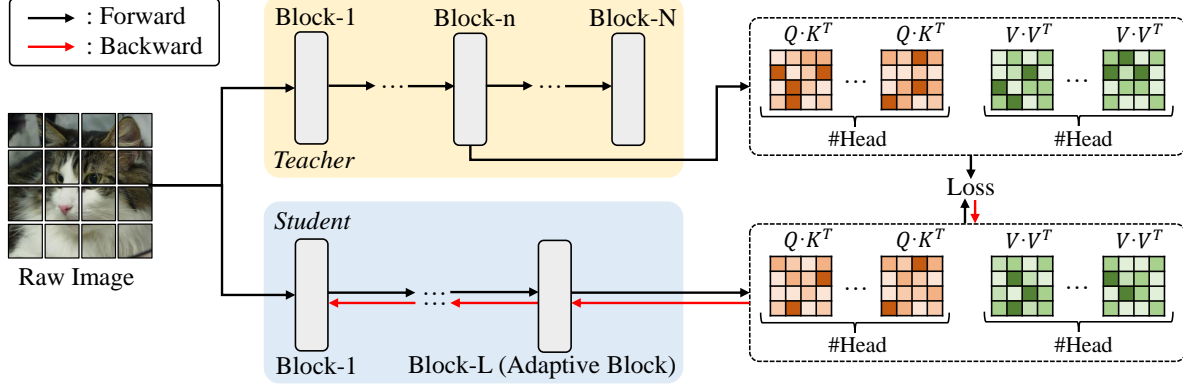 : Forward
: Backward
Block-1
Block-n
Block-N
...
...
Teacher
Raw Image
Student
...
Block-1
Block-L (Adaptive Block)
Q·K^T
Q·K^T
V·V^T
V·V^T
...
...
#Head
#Head
Loss
Q·K^T
Q·K^T
V·V^T
V·V^T
...
...
#Head
#Head